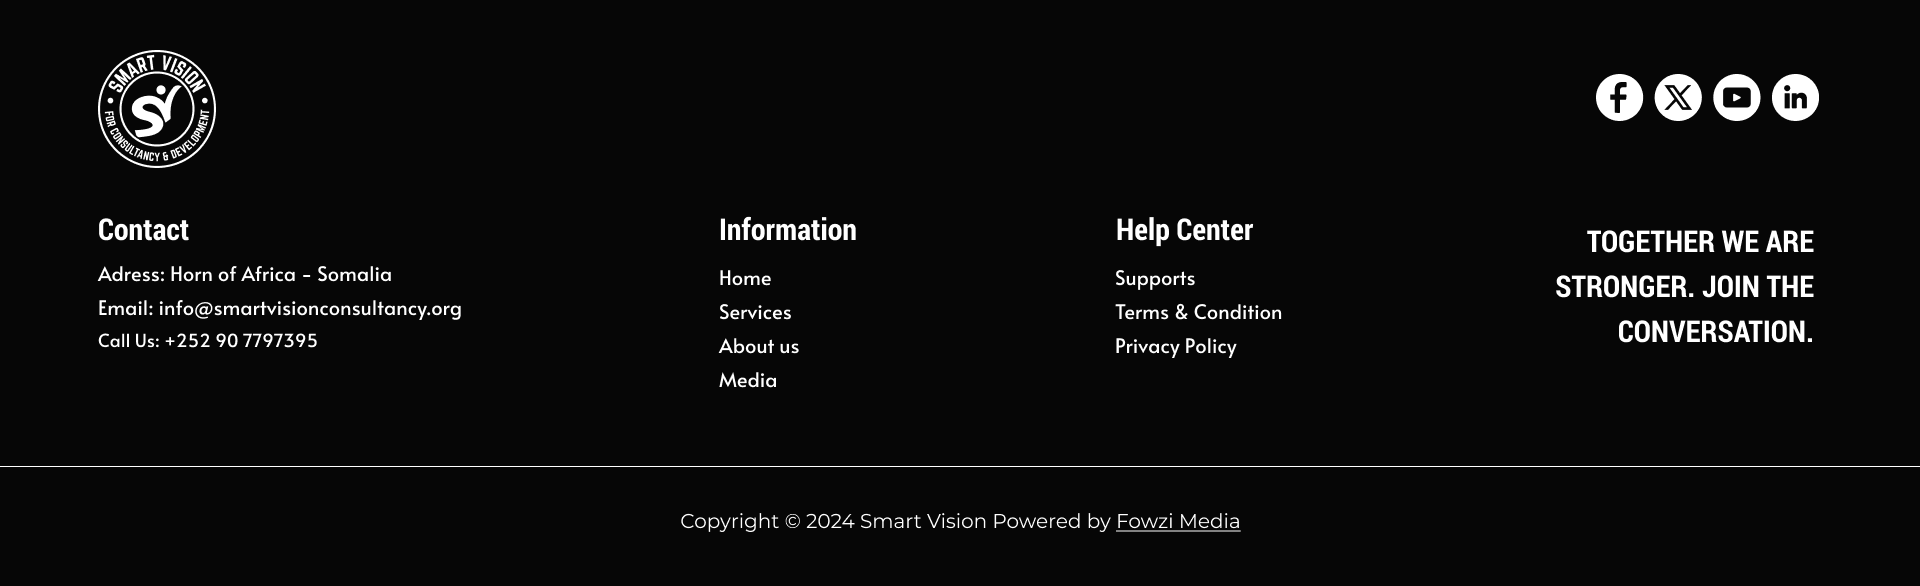 SMART VISION
FOR CONSULTANCY & DEVELOPMENT
SV
Contact
Adress: Horn of Africa - Somalia
Email: info@smartvisionconsultancy.org
Call Us: +252 90 7797395
Information
Home
Services
About us
Media
Help Center
Supports
Terms & Condition
Privacy Policy
TOGETHER WE ARE
STRONGER. JOIN THE
CONVERSATION.
Copyright © 2024 Smart Vision Powered by Fowzi Media